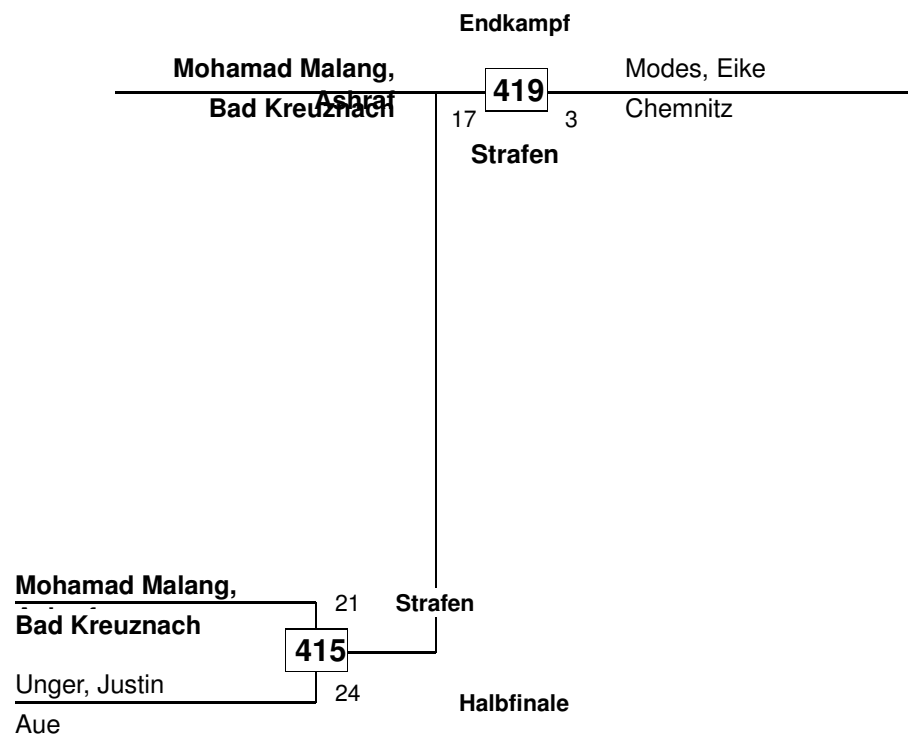 Endkampf
Mohamad Malang,
Ashraf
Bad Kreuznach
17
419
3
Modes, Eike
Chemnitz
Strafen
Mohamad Malang,
Bad Kreuznach
21
Strafen
415
Unger, Justin
Aue
24
Halbfinale